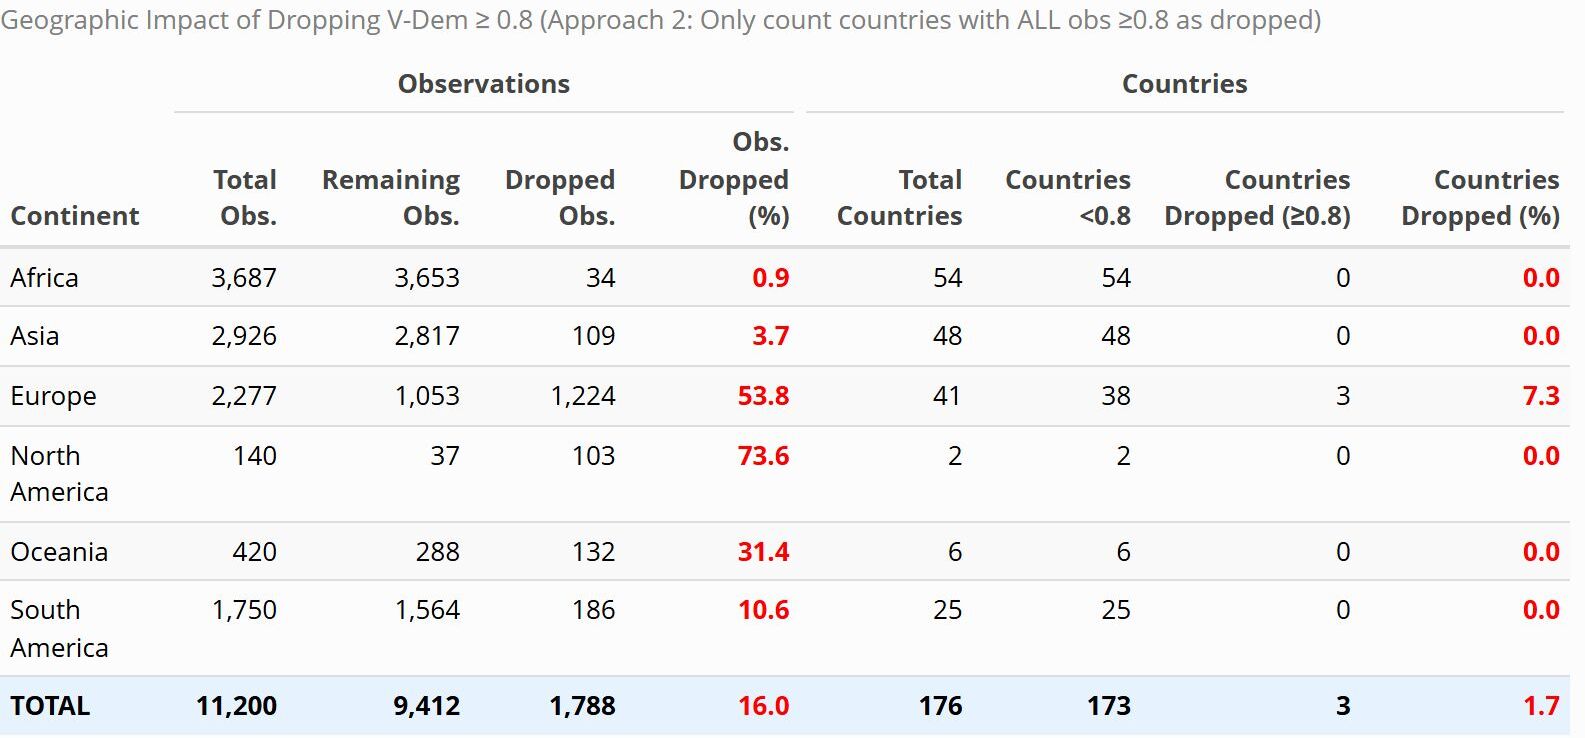 Geographic Impact of Dropping V-Dem ≥ 0.8 (Approach 2: Only count countries with ALL obs ≥0.8 as dropped)
Observations Countries
Continent Total Obs. Remaining Obs. Dropped Obs. Obs. Dropped (%) Total Countries Countries <0.8 Countries Dropped (≥0.8) Countries Dropped (%)
Africa 3,687 3,653 34 0.9 54 54 0 0.0
Asia 2,926 2,817 109 3.7 48 48 0 0.0
Europe 2,277 1,053 1,224 53.8 41 38 3 7.3
North America 140 37 103 73.6 2 2 0 0.0
Oceania 420 288 132 31.4 6 6 0 0.0
South America 1,750 1,564 186 10.6 25 25 0 0.0
TOTAL 11,200 9,412 1,788 16.0 176 173 3 1.7